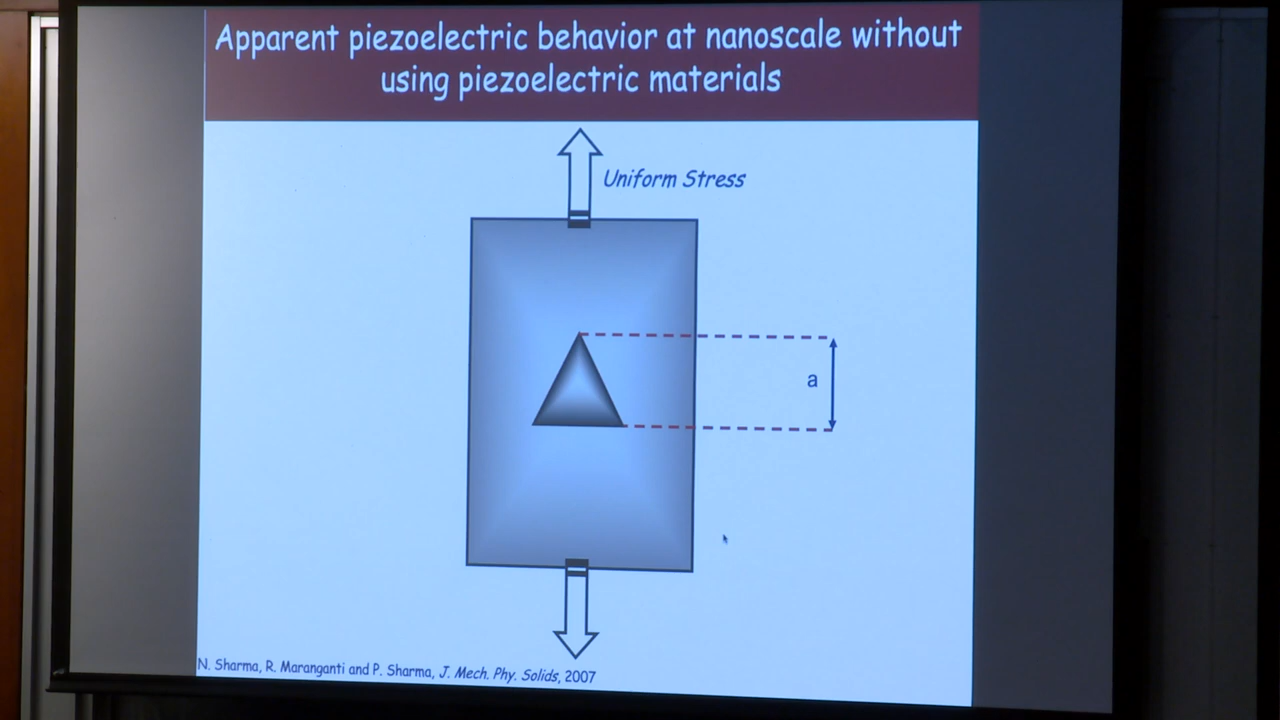 Apparent piezoelectric behavior at nanoscale without
using piezoelectric materials
Uniform Stress
a
N. Sharma, R. Maranganti and P. Sharma, J. Mech. Phy. Solids, 2007